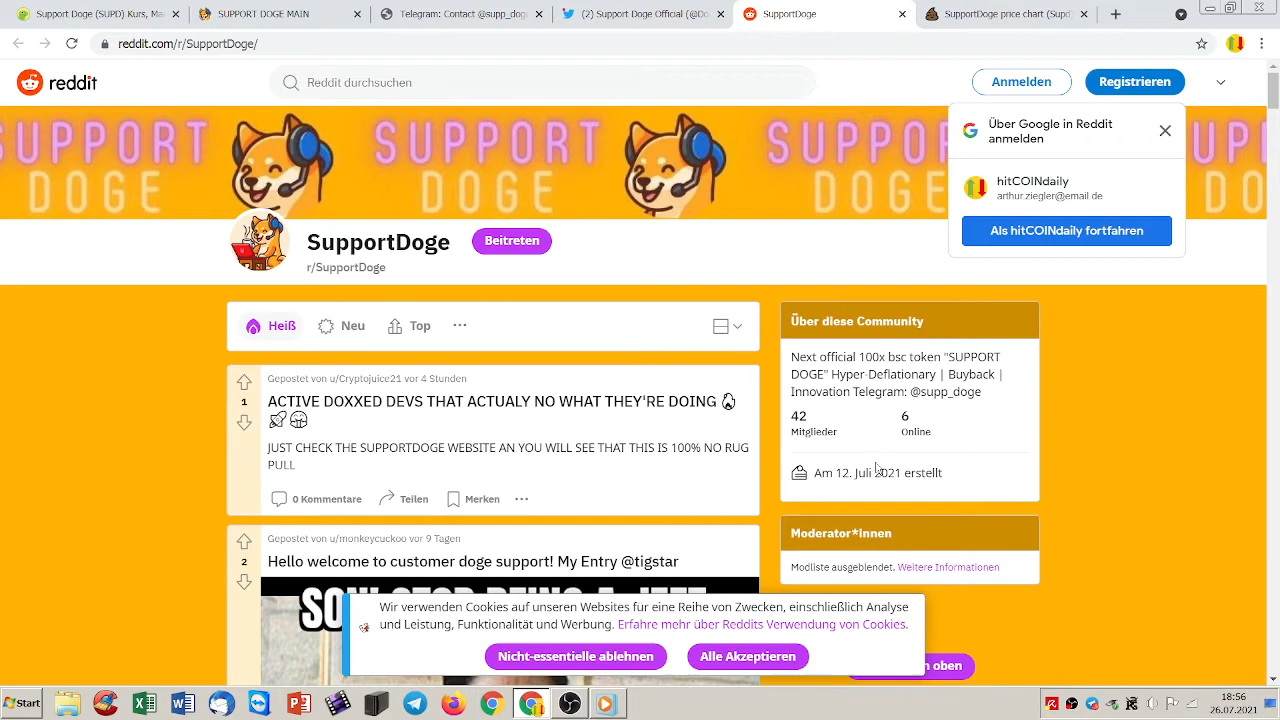 Support Doge (SUPD) Kurs, Ma
SUPPORT DOGE MAIN
Telegram: Contact @supp_dog
(2) Support Doge Official (@Do
SupportDoge
SupportDoge price chart (Supd
reddit.com/r/SupportDoge/
reddit
Reddit durchsuchen
Anmelden
Registrieren
SUPPORT
DOGE
SUPPORT
DOGE
SUPPORT
DOGE
Über Google in Reddit
anmelden
hitCOINdaily
arthur.ziegler@email.de
Als hitCOINdaily fortfahren
SupportDoge
Beitreten
r/SupportDoge
Heiß
Neu
Top
Gepostet von u/Cryptojuice21 vor 4 Stunden
1
ACTIVE DOXXED DEVS THAT ACTUALY NO WHAT THEY'RE DOING
JUST CHECK THE SUPPORTDOGE WEBSITE AN YOU WILL SEE THAT THIS IS 100% NO RUG
PULL
0 Kommentare
Teilen
Merken
Gepostet von u/monkeycuckoo vor 9 Tagen
2
Hello welcome to customer doge support! My Entry @tigstar
Über diese Community
Next official 100x bsc token "SUPPORT
DOGE" Hyper-Deflationary | Buyback |
Innovation Telegram: @supp_doge
42
Mitglieder
6
Online
Am 12. Juli 2021 erstellt
Moderator*innen
Modliste ausgeblendet. Weitere Informationen
Wir verwenden Cookies auf unseren Websites für eine Reihe von Zwecken, einschließlich Analyse
und Leistung, Funktionalität und Werbung. Erfahre mehr über Reddits Verwendung von Cookies.
Nicht-essentielle ablehnen
Alle Akzeptieren
oben
Start
18:56
26.07.2021